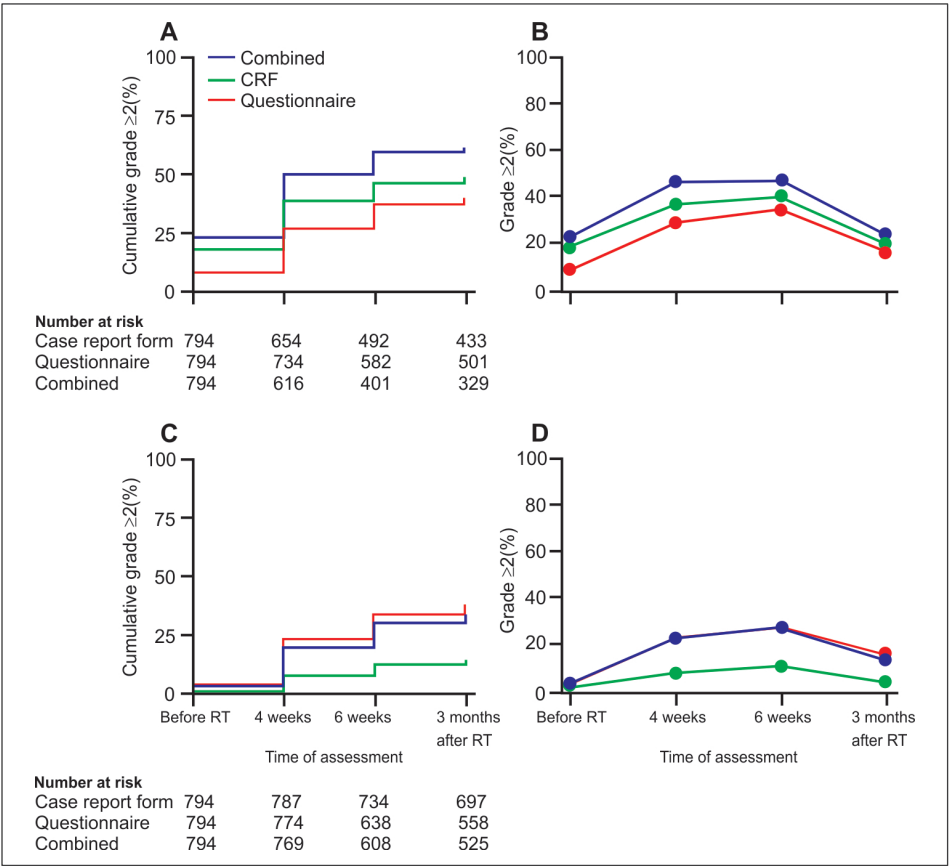 A
Cumulative grade ≥2(%)
100
75
50
25
0
Combined
CRF
Questionnaire
B
Grade ≥2(%)
100
80
60
40
20
0
Number at risk
Case report form 794 654 492 433
Questionnaire 794 734 582 501
Combined 794 616 401 329
C
Cumulative grade ≥2(%)
100
75
50
25
0
Before RT 4 weeks 6 weeks 3 months
after RT
Time of assessment
D
Grade ≥2(%)
100
80
60
40
20
0
Before RT 4 weeks 6 weeks 3 months
after RT
Time of assessment
Number at risk
Case report form 794 787 734 697
Questionnaire 794 774 638 558
Combined 794 769 608 525